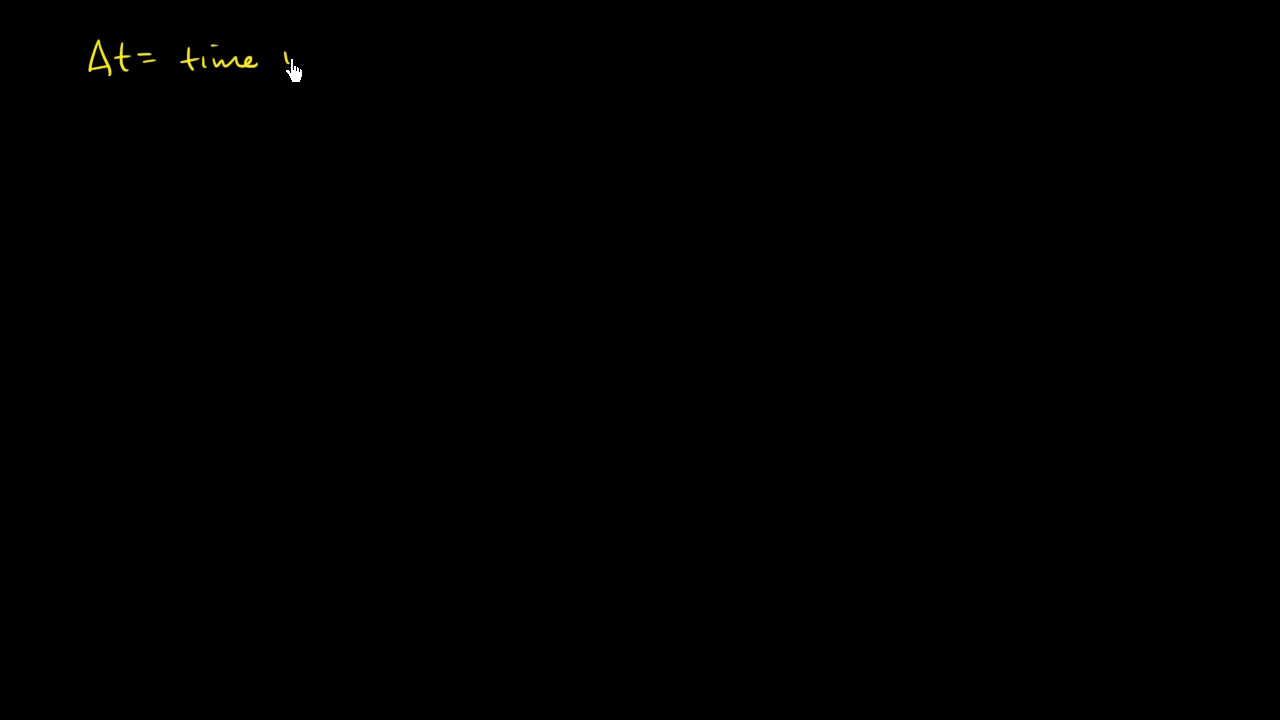 Δt = time